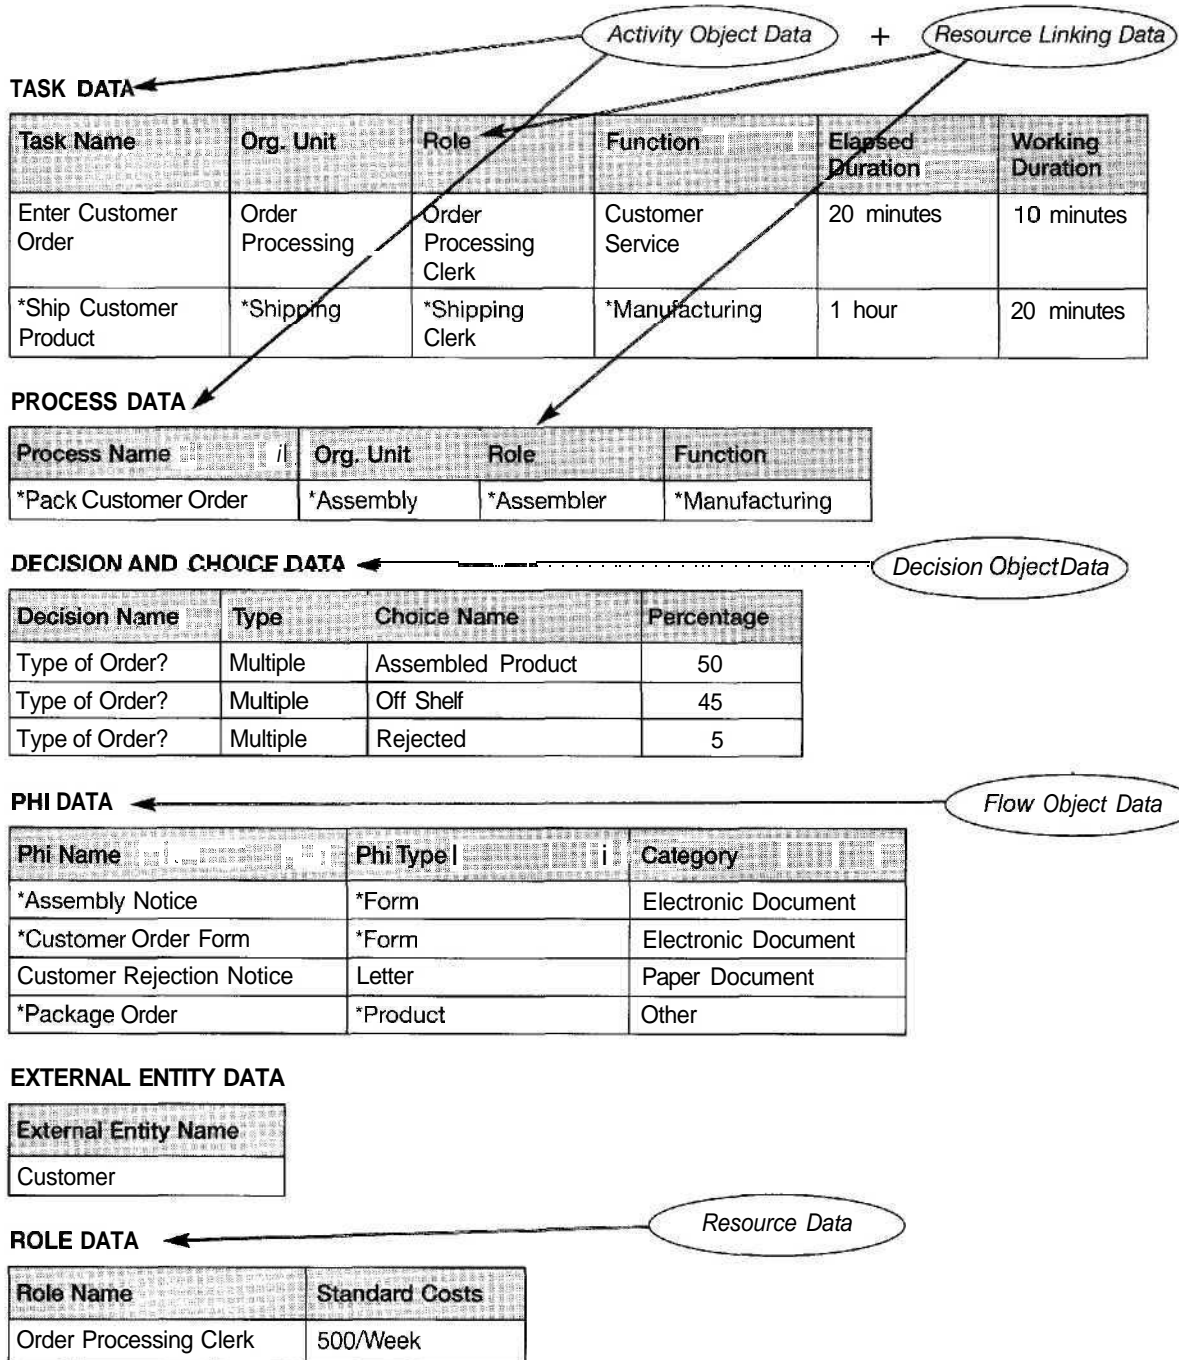 Activity Object Data + Resource Linking Data
TASK DATA
Task Name Org. Unit Role Function Elapsed Duration Working Duration
Enter Customer Order Order Processing Order Processing Clerk Customer Service 20 minutes 10 minutes
*Ship Customer Product *Shipping *Shipping Clerk *Manufacturing 1 hour 20 minutes
PROCESS DATA
Process Name Org. Unit Role Function
*Pack Customer Order *Assembly *Assembler *Manufacturing
DECISION AND CHOICE DATA
Decision Object Data
Decision Name Type Choice Name Percentage
Type of Order? Multiple Assembled Product 50
Type of Order? Multiple Off Shelf 45
Type of Order? Multiple Rejected 5
PHI DATA
Flow Object Data
Phi Name Phi Type Category
*Assembly Notice *Form Electronic Document
*Customer Order Form *Form Electronic Document
Customer Rejection Notice Letter Paper Document
*Package Order *Product Other
EXTERNAL ENTITY DATA
External Entity Name
Customer
Resource Data
ROLE DATA
Role Name Standard Costs
Order Processing Clerk 500/Week